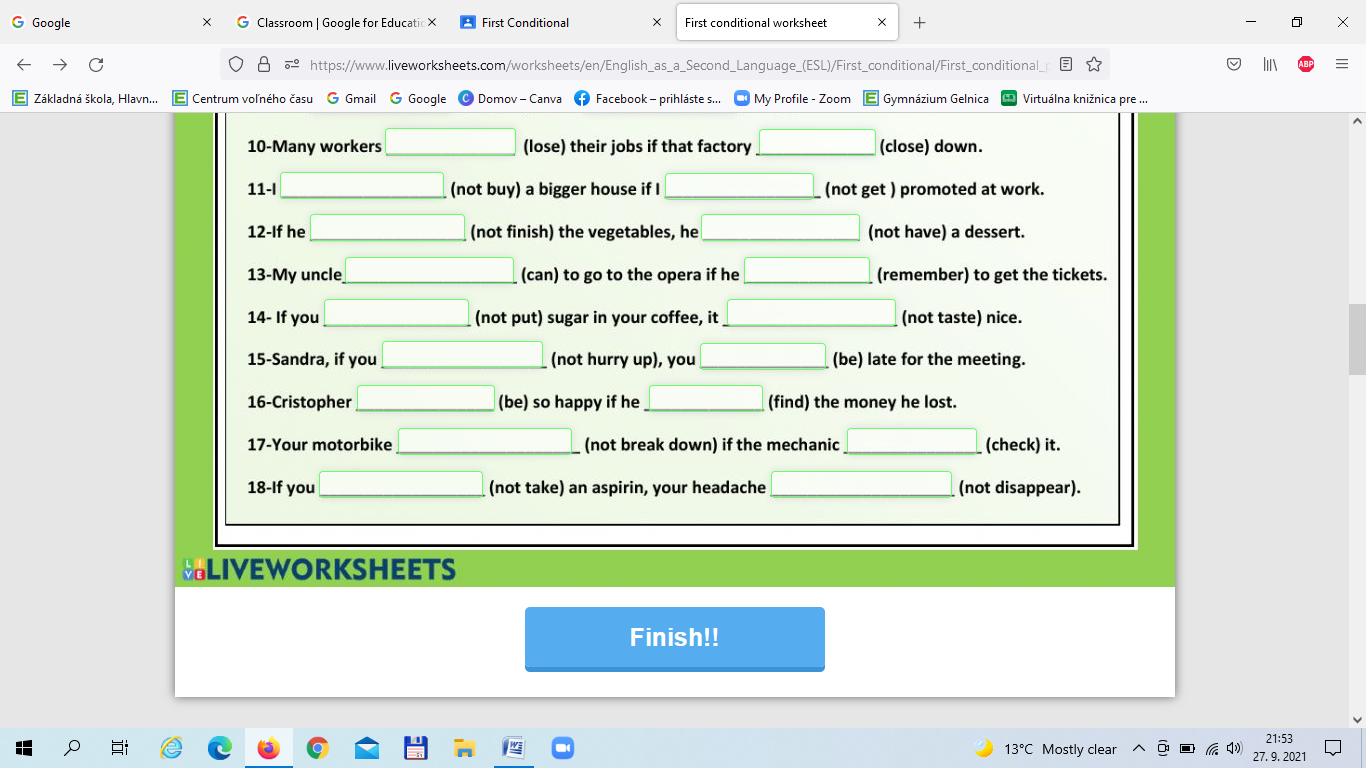 Google
Classroom | Google for Educatic
First Conditional
First conditional worksheet
https://www.liveworksheets.com/worksheets/en/English_as_a_Second_Language_(ESL)/First_conditional/First_conditional_
Základná škola, Hlavn... Centrum voľného času Gmail Google Domov – Canva Facebook – prihláste s... My Profile - Zoom Gymnázium Gelnica Virtuálna knižnica pre ...
10-Many workers (lose) their jobs if that factory (close) down.
11-I (not buy) a bigger house if I (not get ) promoted at work.
12-If he (not finish) the vegetables, he (not have) a dessert.
13-My uncle (can) to go to the opera if he (remember) to get the tickets.
14- If you (not put) sugar in your coffee, it (not taste) nice.
15-Sandra, if you (not hurry up), you (be) late for the meeting.
16-Cristopher (be) so happy if he (find) the money he lost.
17-Your motorbike (not break down) if the mechanic (check) it.
18-If you (not take) an aspirin, your headache (not disappear).
LIVE LIVEWORKSHEETS
Finish!!
13°C Mostly clear
21:53
27. 9. 2021